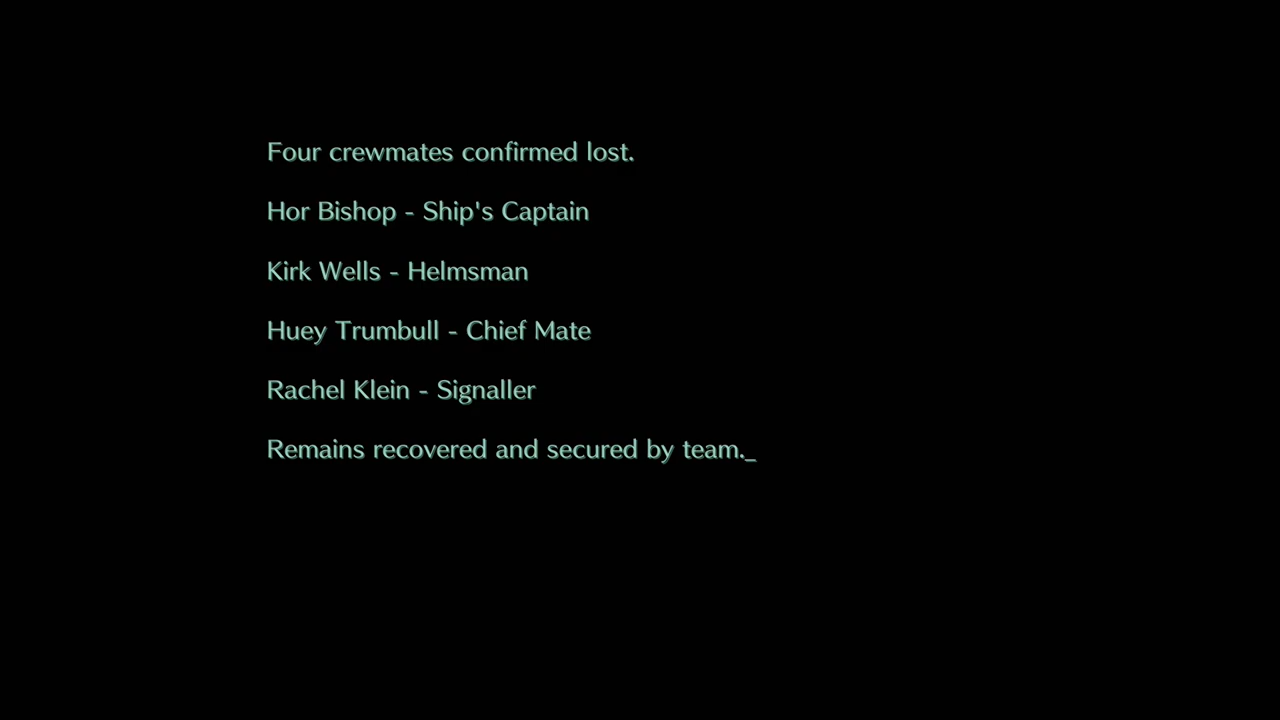 Four crewmates confirmed lost.
Hor Bishop - Ship's Captain
Kirk Wells - Helmsman
Huey Trumbull - Chief Mate
Rachel Klein - Signaller
Remains recovered and secured by team._